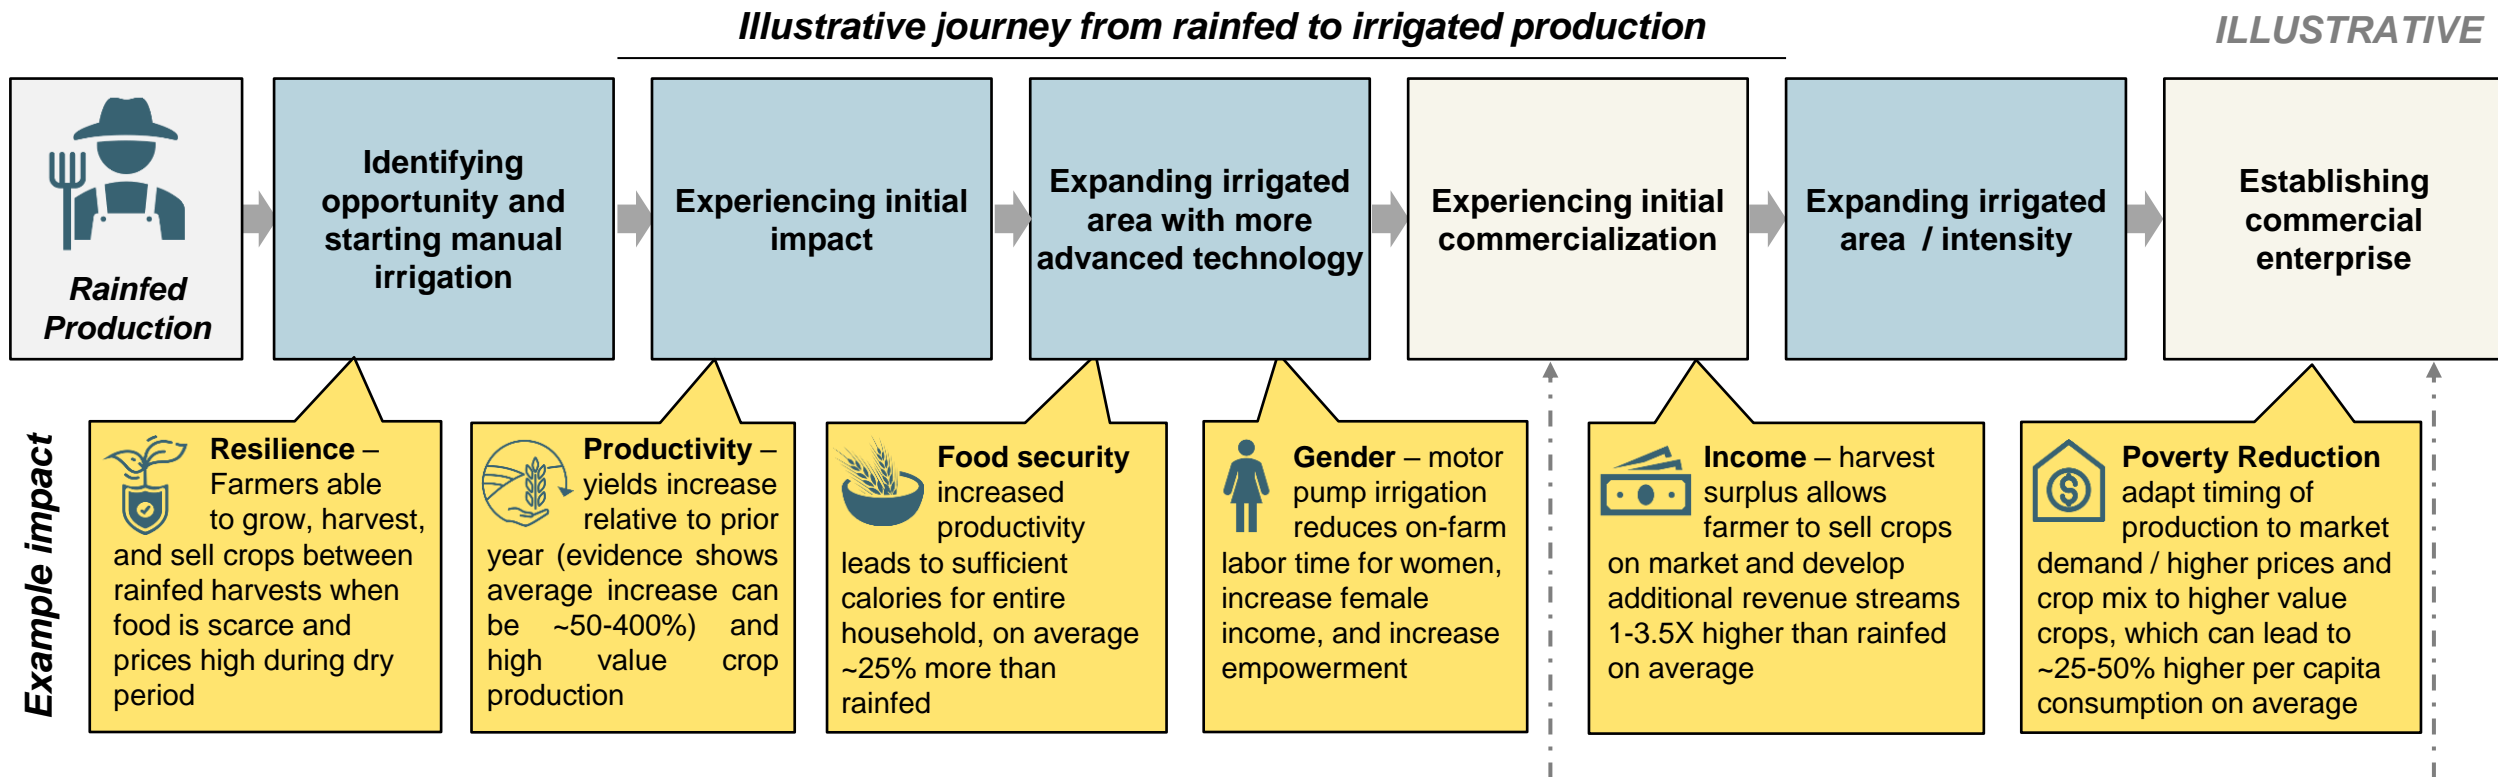 Illustrative journey from rainfed to irrigated production
ILLUSTRATIVE
Rainfed
Production
Identifying
opportunity and
starting manual
irrigation
Experiencing initial
impact
Expanding irrigated
area with more
advanced technology
Experiencing initial
commercialization
Expanding irrigated
area / intensity
Establishing
commercial
enterprise
Example impact
Resilience –
Farmers able
to grow, harvest,
and sell crops between
rainfed harvests when
food is scarce and
prices high during dry
period
Productivity –
yields increase
relative to prior
year (evidence shows
average increase can
be ~50-400%) and
high value crop
production
Food security
increased
productivity
leads to sufficient
calories for entire
household, on average
~25% more than
rainfed
Gender – motor
pump irrigation
reduces on-farm
labor time for women,
increase female
income, and increase
empowerment
Income – harvest
surplus allows
farmer to sell crops
on market and develop
additional revenue streams
1-3.5X higher than rainfed
on average
Poverty Reduction
adapt timing of
production to market
demand / higher prices and
crop mix to higher value
crops, which can lead to
~25-50% higher per capita
consumption on average